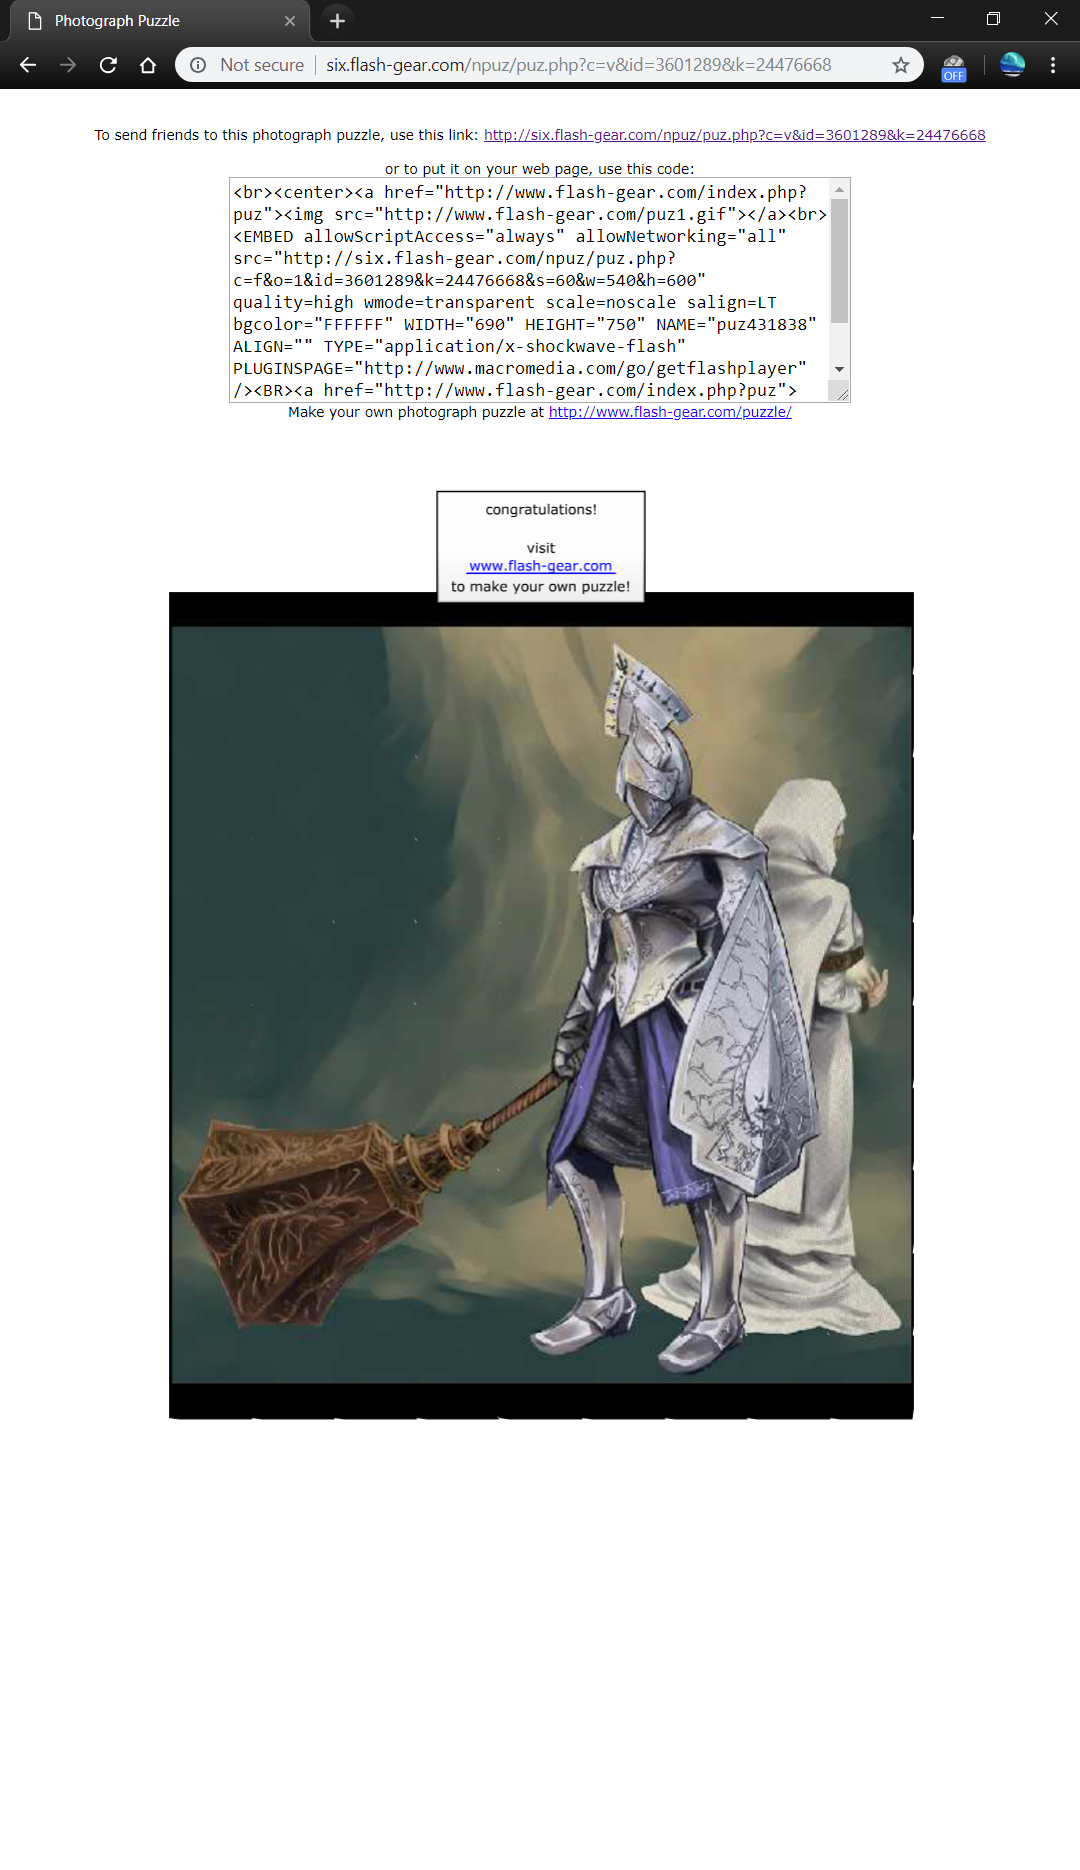 Photograph Puzzle
Not secure six.flash-gear.com/npuz/puz.php?c=v&id=3601289&k=24476668
OFF
To send friends to this photograph puzzle, use this link: http://six.flash-gear.com/npuz/puz.php?c=v&id=3601289&k=24476668
or to put it on your web page, use this code:
<br><center><a href="http://www.flash-gear.com/index.php?
puz"><img src="http://www.flash-gear.com/puz1.gif"></a><br>
<EMBED allowScriptAccess="always" allowNetworking="all"
src="http://six.flash-gear.com/npuz/puz.php?
c=f&o=1&id=3601289&k=24476668&s=60&w=540&h=600"
quality=high wmode=transparent scale=noscale salign=LT
bgcolor="FFFFFF" WIDTH="690" HEIGHT="750" NAME="puz431838"
ALIGN="" TYPE="application/x-shockwave-flash"
PLUGINSPAGE="http://www.macromedia.com/go/getflashplayer"
/><BR><a href="http://www.flash-gear.com/index.php?puz">
Make your own photograph puzzle at http://www.flash-gear.com/puzzle/
congratulations!
visit
www.flash-gear.com
to make your own puzzle!